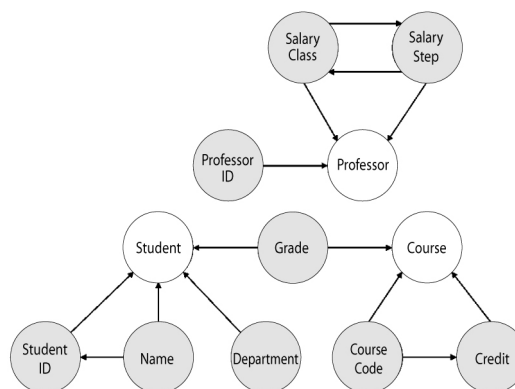 Salary
Class
Salary
Step
Professor
ID
Professor
Student
Grade
Course
Student
ID
Name
Department
Course
Code
Credit